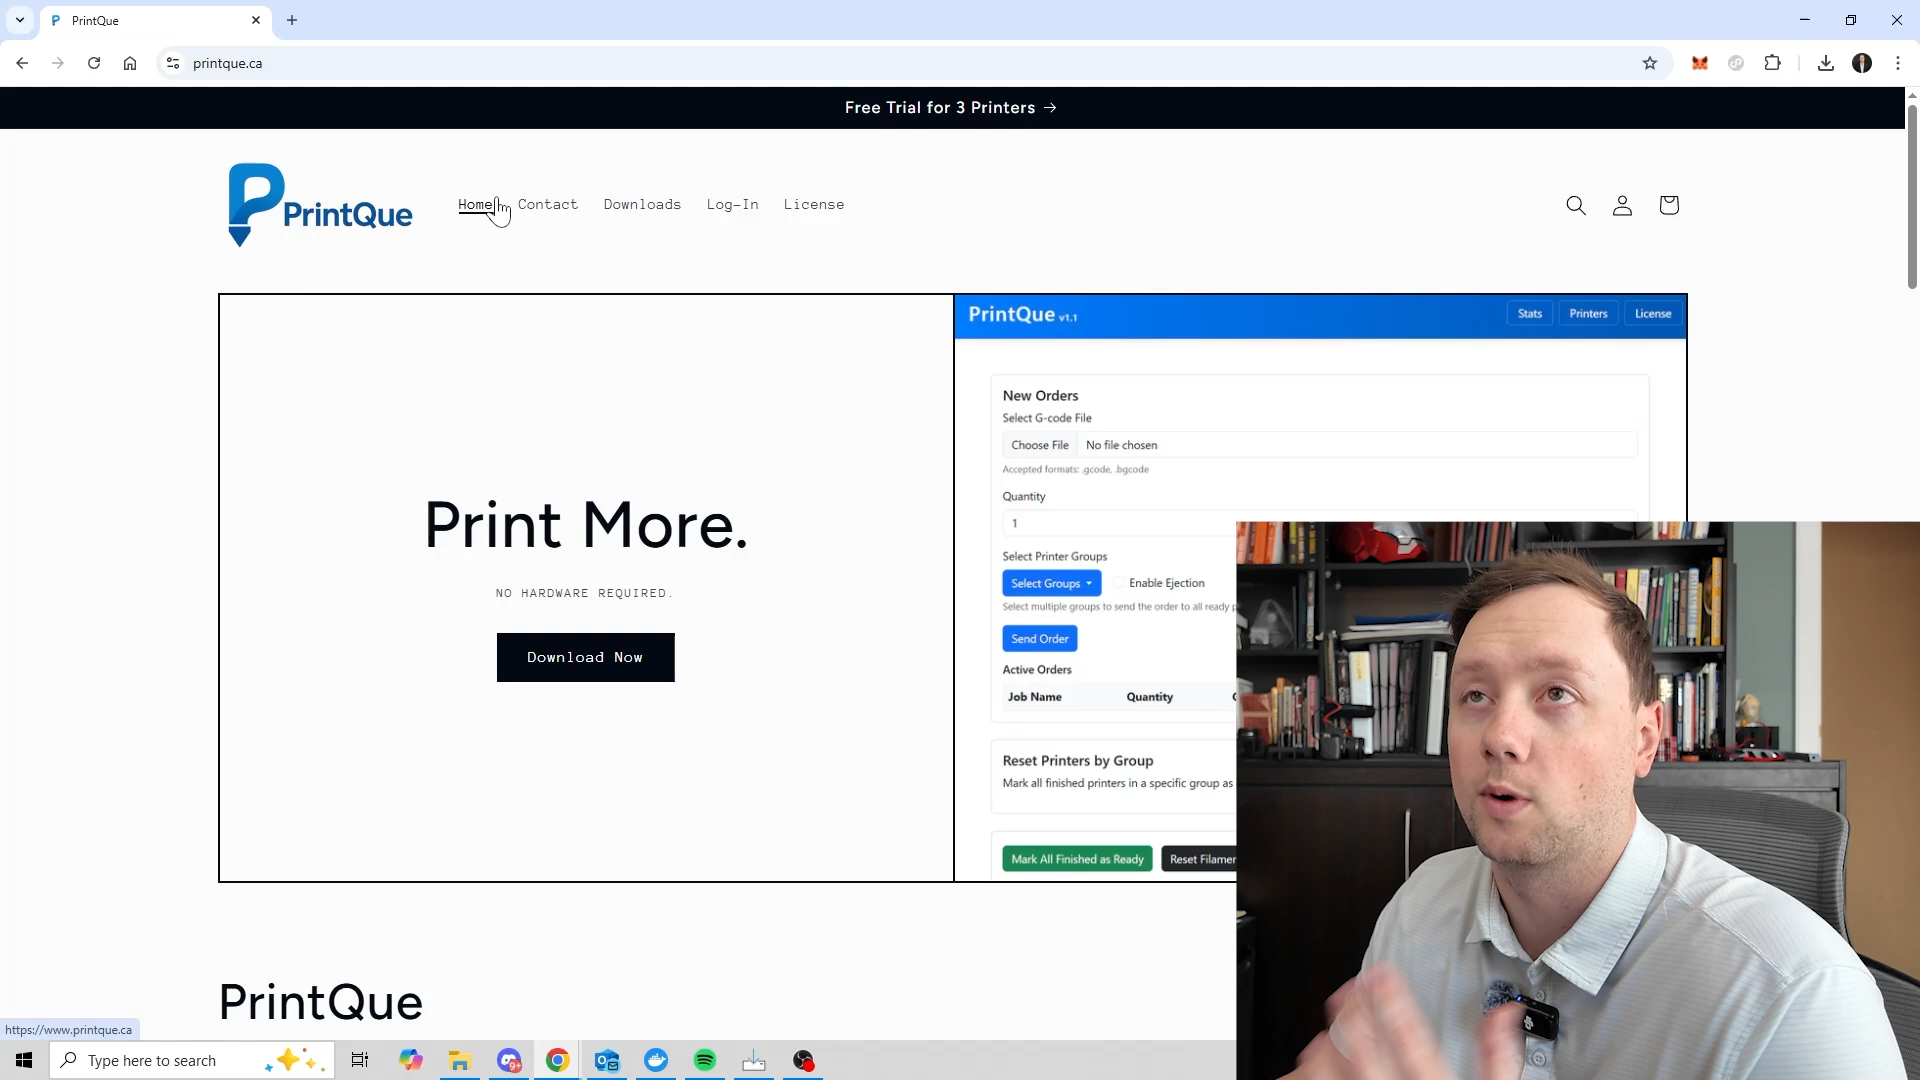 PrintQue
printque.ca
Free Trial for 3 Printers →
PrintQue
Home
Contact
Downloads
Log-In
License
PrintQue v1.1
Stats
Printers
License
New Orders
Select G-code File
Choose File
No file chosen
Accepted formats: .gcode, .bgcode
Quantity
1
Select Printer Groups
Select Groups
Enable Ejection
Select multiple groups to send the order to all ready
Send Order
Active Orders
Job Name
Quantity
Reset Printers by Group
Mark all finished printers in a specific group as
Mark All Finished as Ready
Reset Filamen
Print More.
NO HARDWARE REQUIRED.
Download Now
PrintQue
https://www.printque.ca
Type here to search
9+